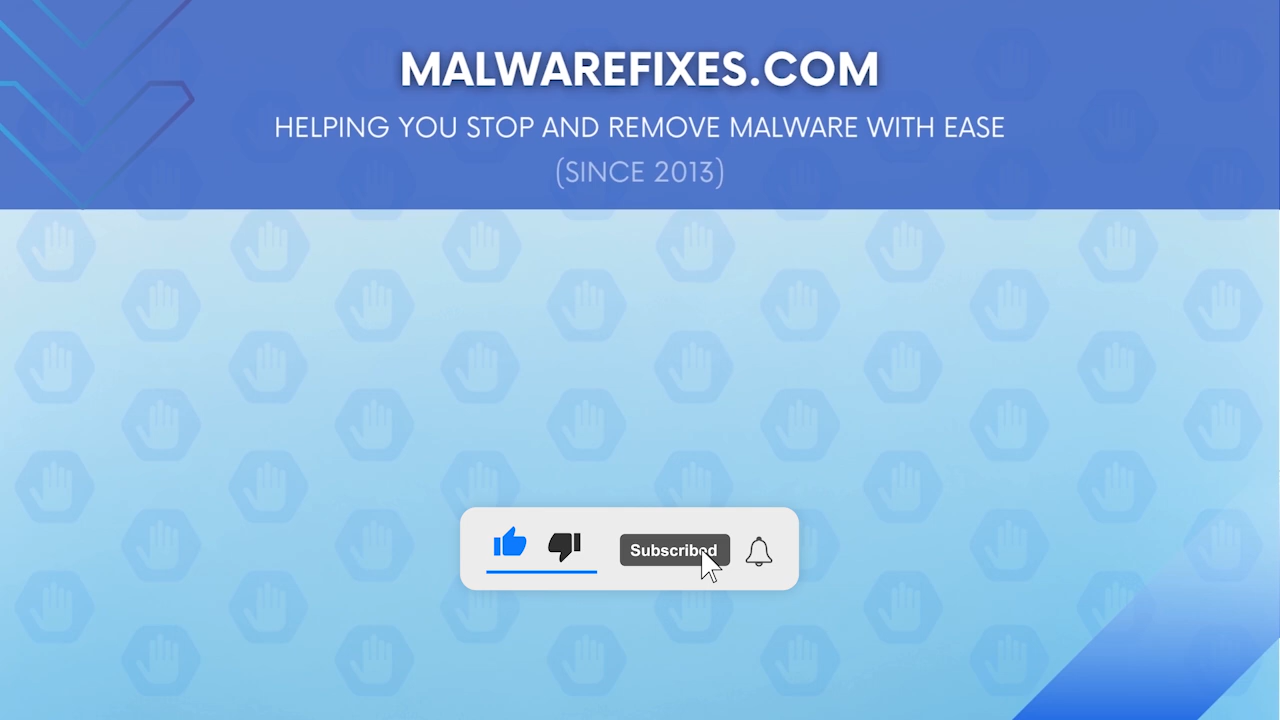 MALWAREFIXES.COM
HELPING YOU STOP AND REMOVE MALWARE WITH EASE
(SINCE 2013)
Subscribed